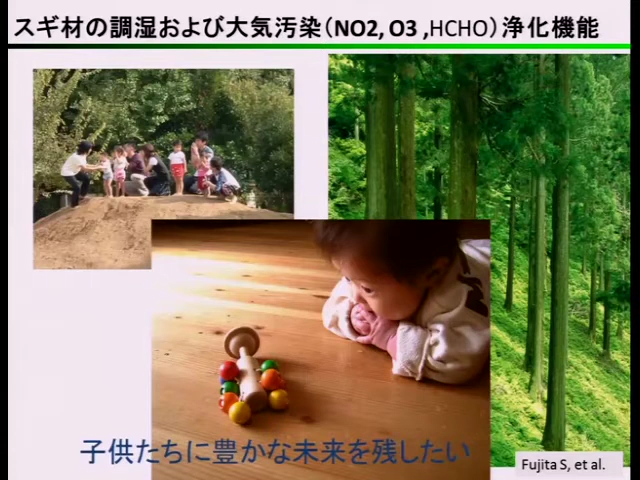 スギ材の調湿および大気汚染（NO2, O3 ,HCHO）浄化機能
子供たちに豊かな未来を残したい
Fujita S, et al.